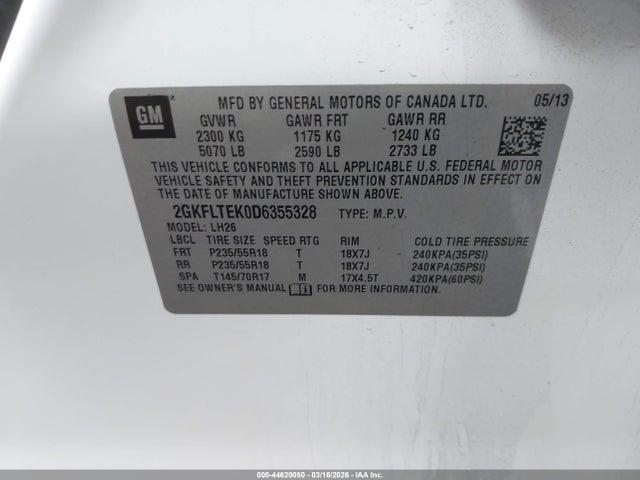 GM
MFD BY GENERAL MOTORS OF CANADA LTD. 05/13
GVWR GAWR FRT GAWR RR
2300 KG 1175 KG 1240 KG
5070 LB 2590 LB 2733 LB
THIS VEHICLE CONFORMS TO ALL APPLICABLE U.S. FEDERAL MOTOR
VEHICLE SAFETY AND THEFT PREVENTION STANDARDS IN EFFECT ON
THE DATE OF MANUFACTURE SHOWN ABOVE.
2GKFLTEK0D6355328 TYPE: M.P.V.
MODEL: LH26
LBCL TIRE SIZE SPEED RTG RIM COLD TIRE PRESSURE
FRT P235/55R18 T 18X7J 240KPA(35PSI)
RR P235/55R18 T 18X7J 240KPA(35PSI)
SPA T145/70R17 M 17X4.5T 420KPA(60PSI)
SEE OWNER'S MANUAL FOR MORE INFORMATION.
000-44620050 - 03/16/2026 - IAAI.COM